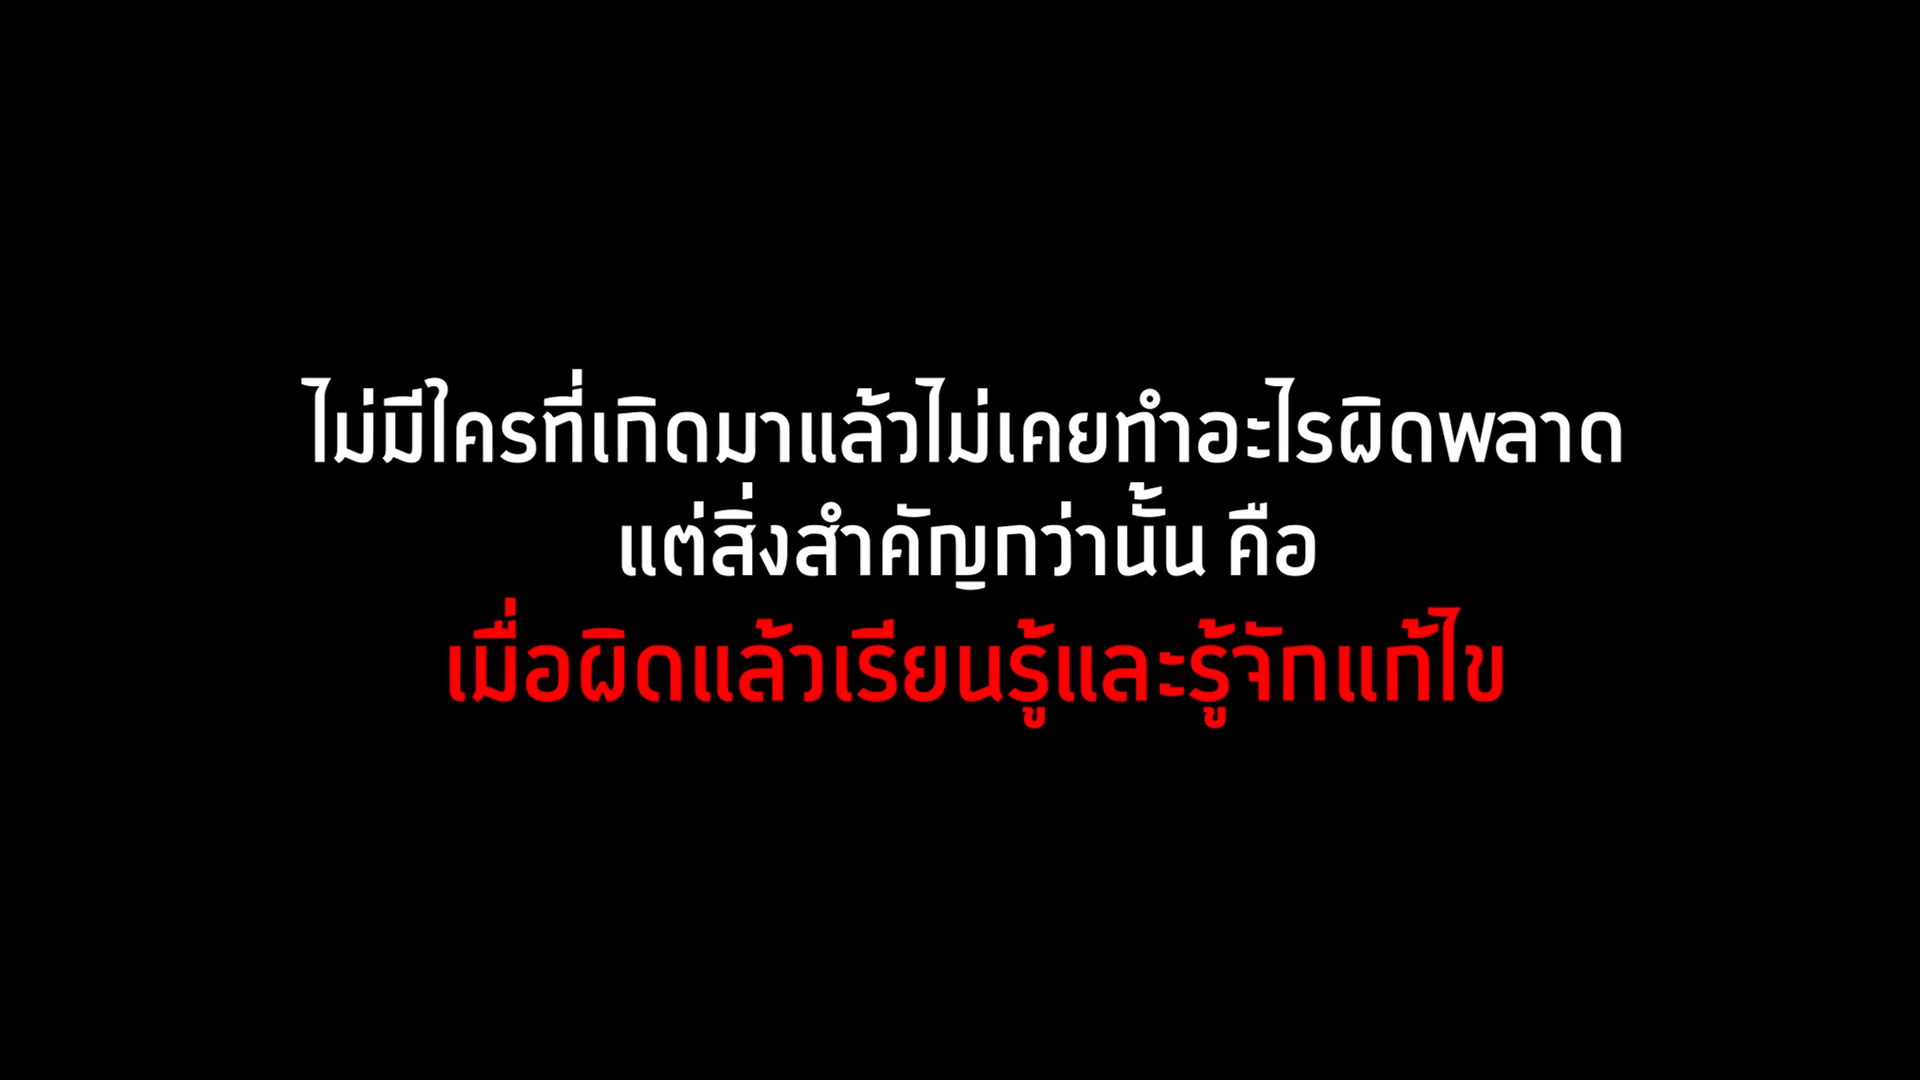 ไม่มีใครที่เกิดมาแล้วไม่เคยทำอะไรผิดพลาด
แต่สิ่งสำคัญกว่านั้น คือ
เมื่อผิดแล้วเรียนรู้และรู้จักแก้ไข